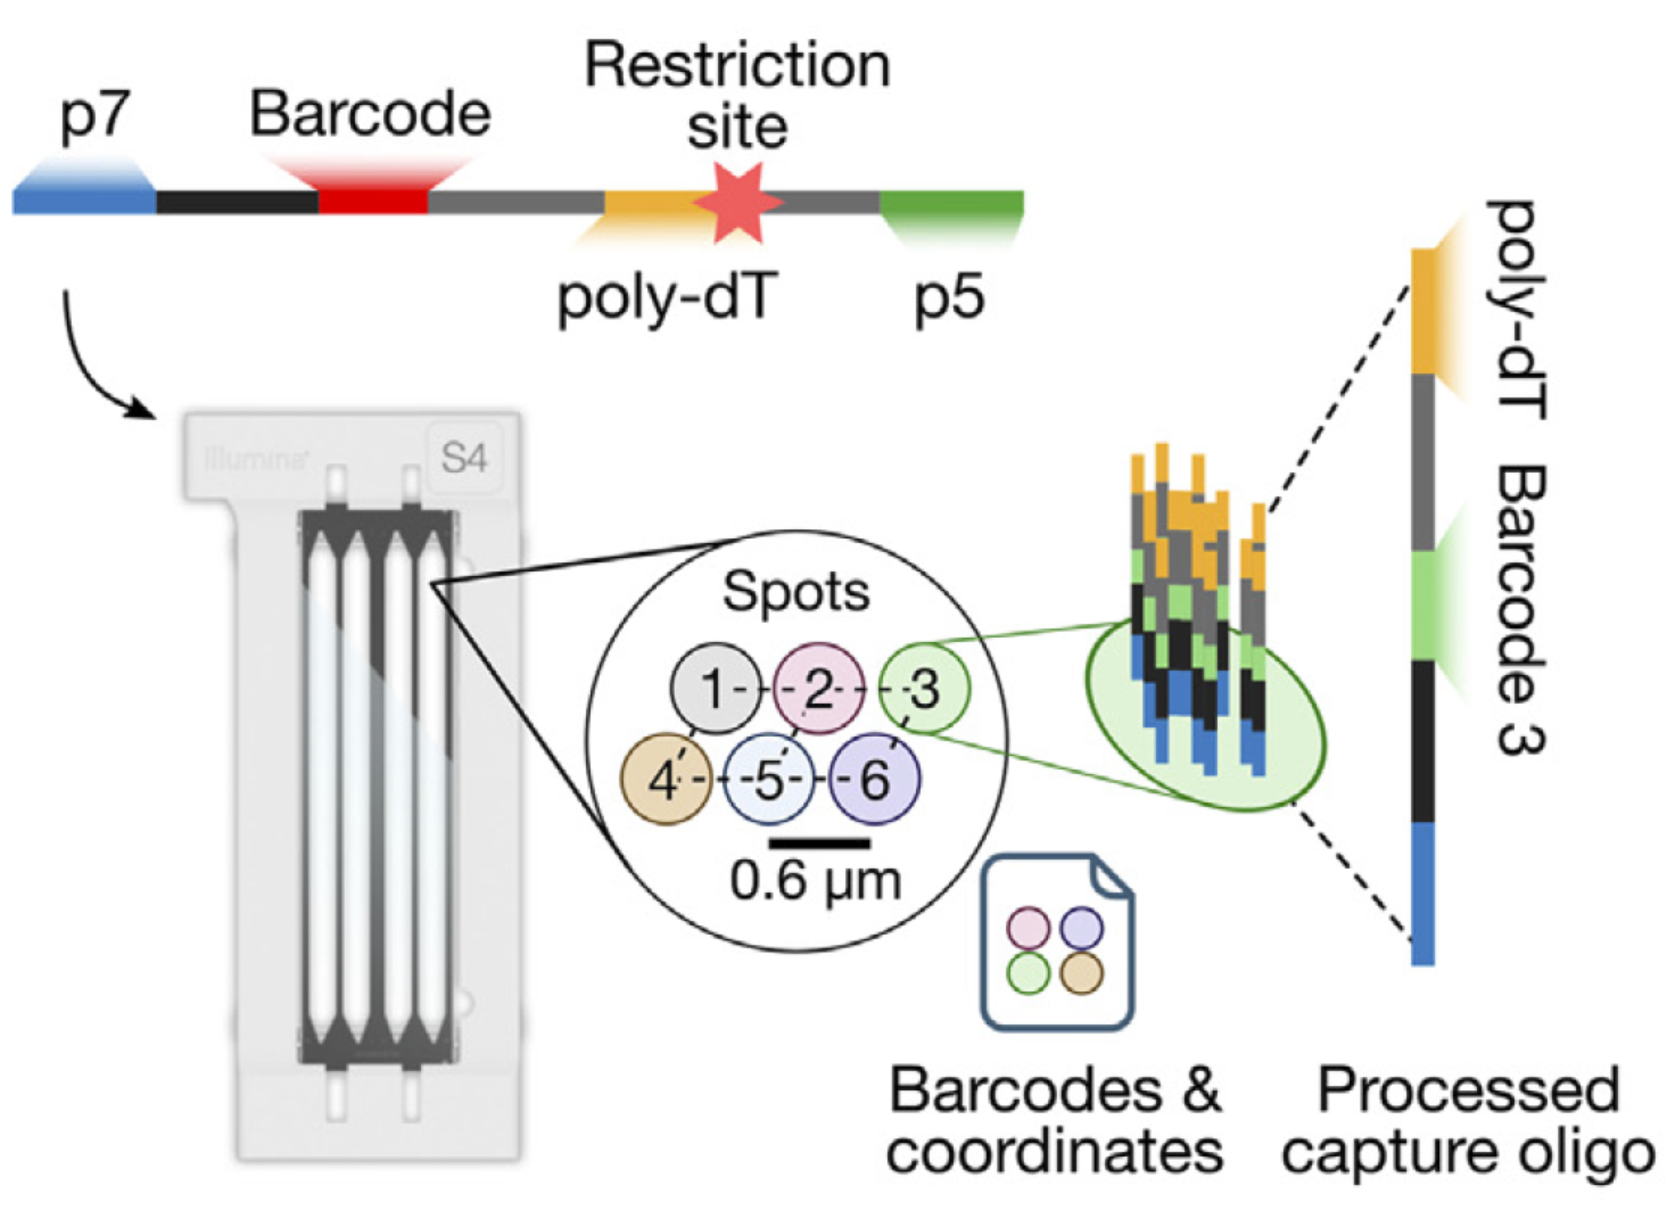 Restriction
site
p7
Barcode
poly-dT
p5
illumina
S4
Spots
1
2
3
4
5
6
0.6 µm
poly-dT
Barcode 3
Barcodes &
coordinates
Processed
capture oligo